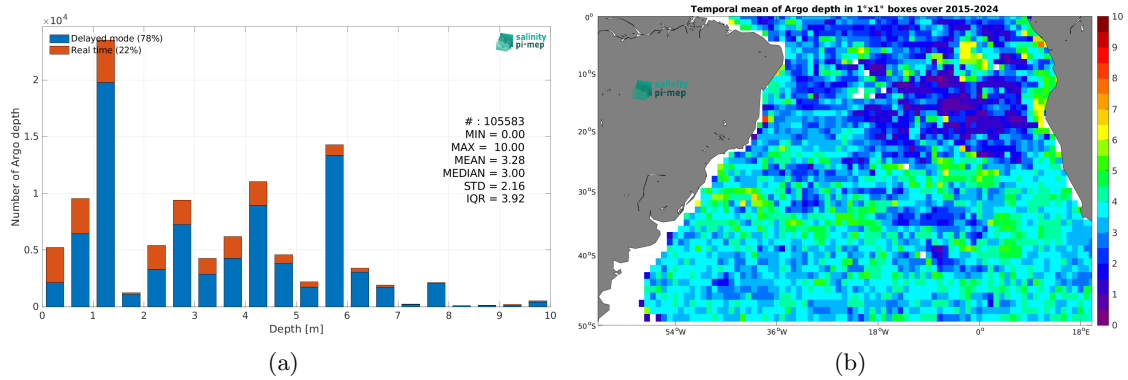 ×10⁴
Delayed mode (78%)
Real time (22%)
salinity
pi-mep
# : 105583
MIN = 0.00
MAX = 10.00
MEAN = 3.28
MEDIAN = 3.00
STD = 2.16
IQR = 3.92
Number of Argo depth
2
1.5
1
0.5
0
0 1 2 3 4 5 6 7 8 9 10
Depth [m]
(a)
Temporal mean of Argo depth in 1°x1° boxes over 2015-2024
salinity
pi-mep
0°
10°S
20°S
30°S
40°S
50°S
54°W 36°W 18°W 0° 18°E
10
9
8
7
6
5
4
3
2
1
0
(b)